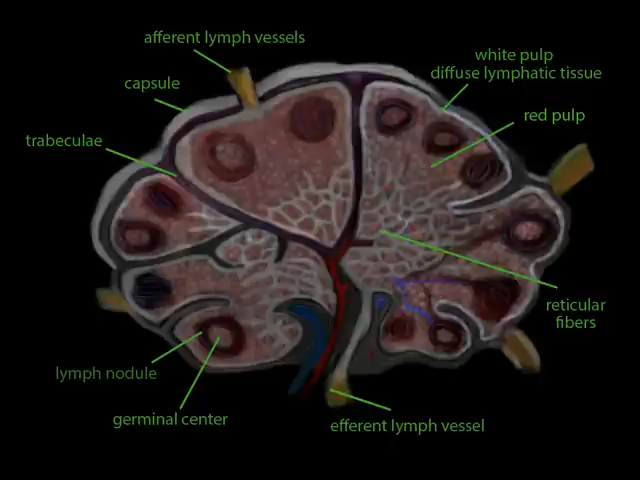 afferent lymph vessels
white pulp
diffuse lymphatic tissue
capsule
red pulp
trabeculae
reticular
fibers
lymph nodule
germinal center
efferent lymph vessel